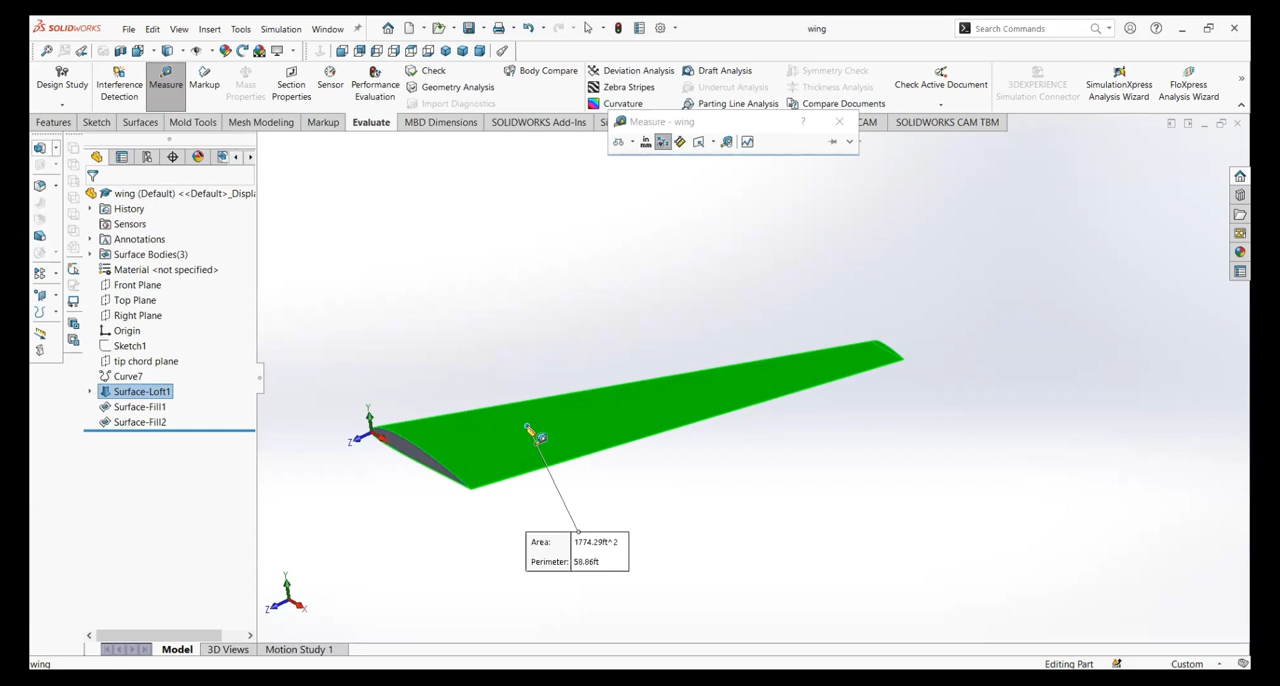 SOLIDWORKS File Edit View Insert Tools Simulation Window wing Search Commands
Design Study Interference Detection Measure Markup Mass Properties Section Properties Sensor Performance Evaluation
Check
Geometry Analysis
Import Diagnostics
Body Compare
Deviation Analysis
Zebra Stripes
Curvature
Draft Analysis
Undercut Analysis
Parting Line Analysis
Symmetry Check
Thickness Analysis
Compare Documents
Check Active Document
3DEXPERIENCE Simulation Connector
SimulationXpress Analysis Wizard
FloXpress Analysis Wizard
Features Sketch Surfaces Mold Tools Mesh Modeling Markup Evaluate MBD Dimensions SOLIDWORKS Add-Ins CAM SOLIDWORKS CAM TBM
Measure - wing
in
mm
wing (Default) <<Default>_Displa
History
Sensors
Annotations
Surface Bodies(3)
Material <not specified>
Front Plane
Top Plane
Right Plane
Origin
Sketch1
tip chord plane
Curve7
Surface-Loft1
Surface-Fill1
Surface-Fill2
Y
Z
Area: 1774.29ft^2
Perimeter: 58.86ft
Y
Z X
Model 3D Views Motion Study 1
wing Editing Part Custom